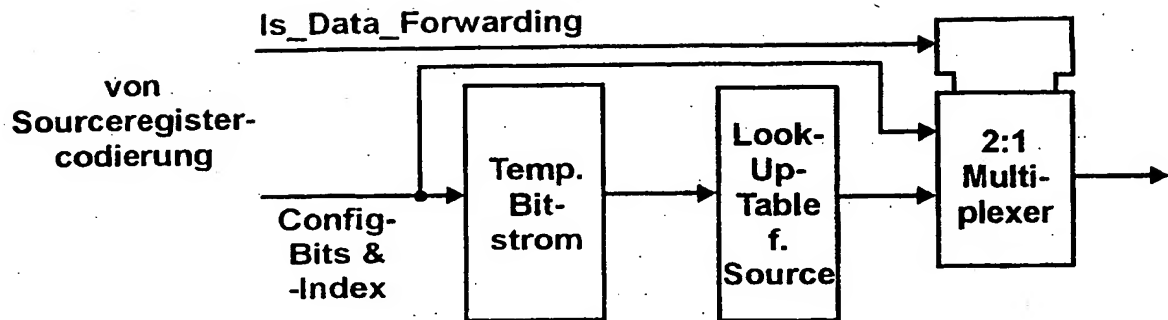 Is_Data_Forwarding
von
Sourceregister-
codierung
Config-
Bits &
-Index
Temp.
Bit-
strom
Look-
Up-
Table
f.
Source
2:1
Multi-
plexer